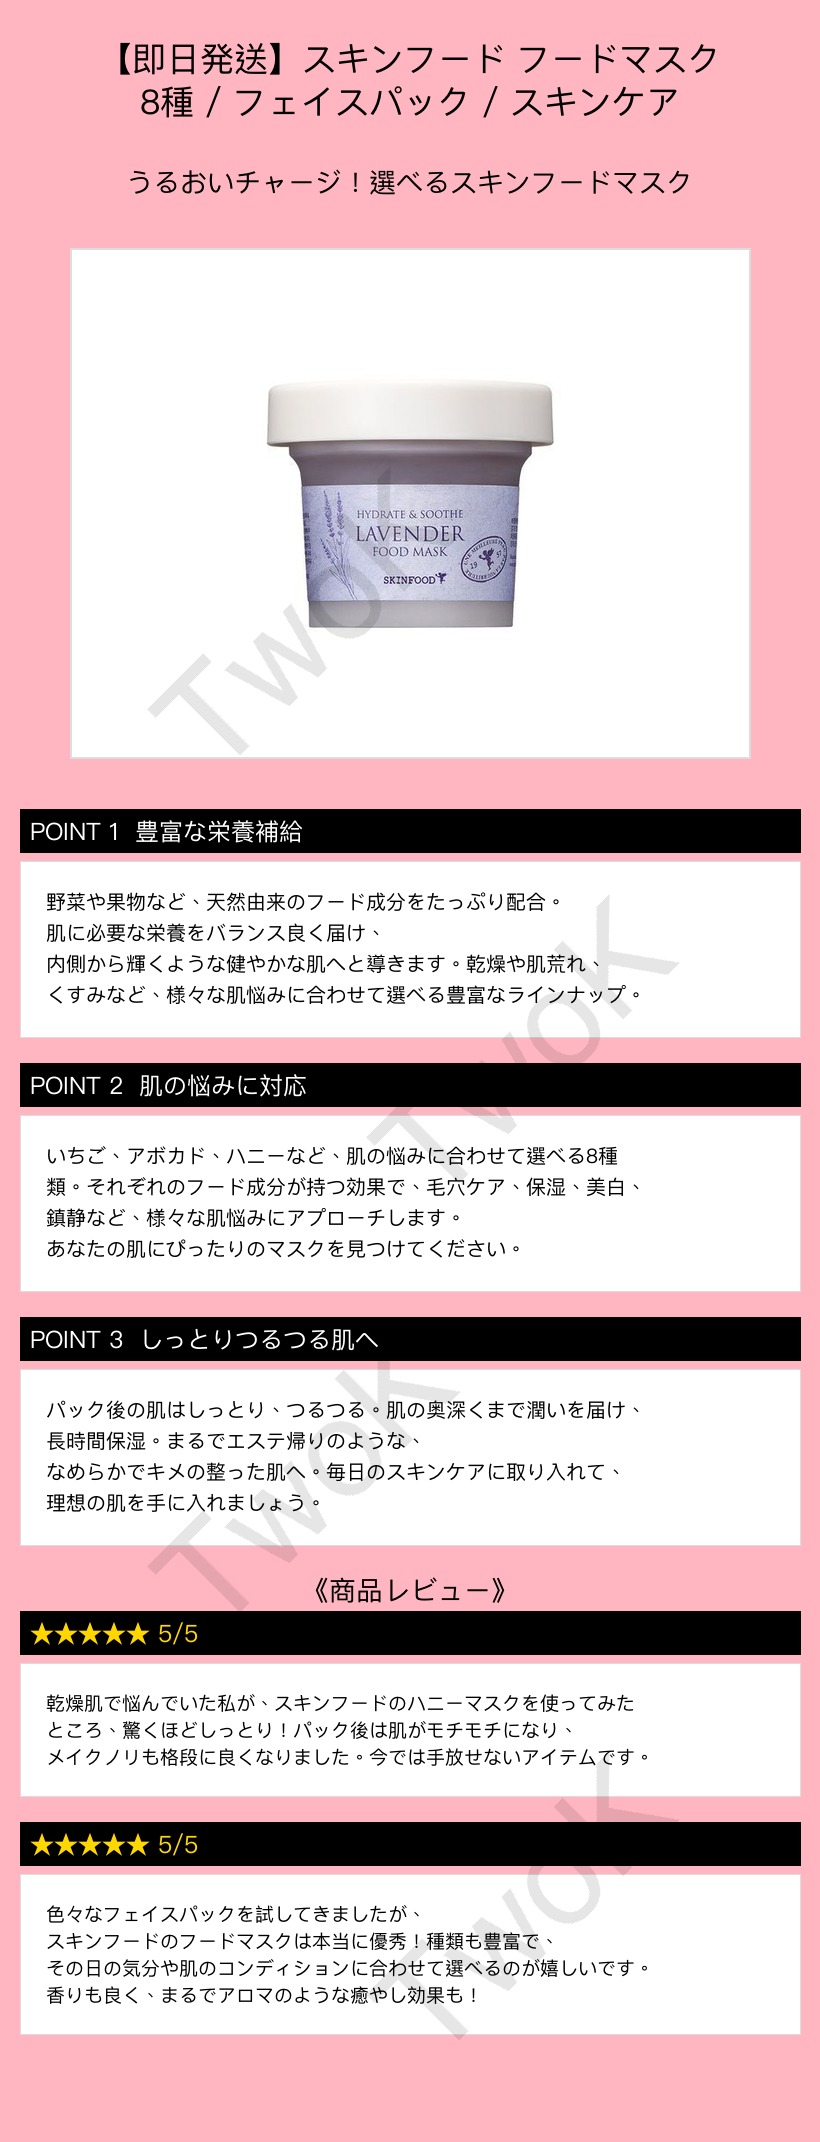 【即日発送】スキンフード フードマスク
8種 / フェイスパック / スキンケア
うるおいチャージ！選べるスキンフードマスク
HYDRATE & SOOTHE
LAVENDER
FOOD MASK
SKINFOOD
19 57
TwoK
POINT 1 豊富な栄養補給
野菜や果物など、天然由来のフード成分をたっぷり配合。
肌に必要な栄養をバランス良く届け、
内側から輝くような健やかな肌へと導きます。乾燥や肌荒れ、
くすみなど、様々な肌悩みに合わせて選べる豊富なラインナップ。
TwoK
POINT 2 肌の悩みに対応
いちご、アボカド、ハニーなど、肌の悩みに合わせて選べる8種
類。それぞれのフード成分が持つ効果で、毛穴ケア、保湿、美白、
鎮静など、様々な肌悩みにアプローチします。
あなたの肌にぴったりのマスクを見つけてください。
POINT 3 しっとりつるつる肌へ
パック後の肌はしっとり、つるつる。肌の奥深くまで潤いを届け、
長時間保湿。まるでエステ帰りのような、
なめらかでキメの整った肌へ。毎日のスキンケアに取り入れて、
理想の肌を手に入れましょう。
TwoK
《商品レビュー》
★★★★★ 5/5
乾燥肌で悩んでいた私が、スキンフードのハニーマスクを使ってみた
ところ、驚くほどしっとり！パック後は肌がモチモチになり、
メイクノリも格段に良くなりました。今では手放せないアイテムです。
★★★★★ 5/5
色々なフェイスパックを試してきましたが、
スキンフードのフードマスクは本当に優秀！種類も豊富で、
その日の気分や肌のコンディションに合わせて選べるのが嬉しいです。
香りも良く、まるでアロマのような癒やし効果も！
TwoK